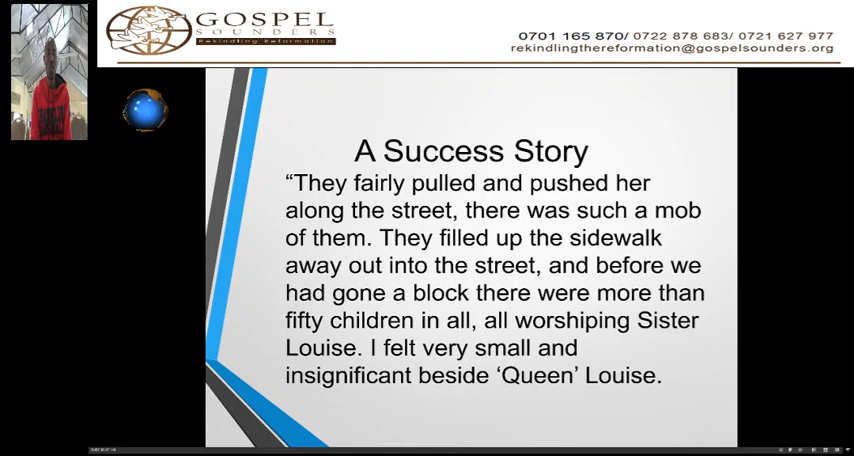 GOSPEL
SOUNDERS
Rekindling Reformation
0701 165 870/ 0722 878 683/ 0721 627 977
rekindlingthereformation@gospelsounders.org
A Success Story
“They fairly pulled and pushed her
along the street, there was such a mob
of them. They filled up the sidewalk
away out into the street, and before we
had gone a block there were more than
fifty children in all, all worshiping Sister
Louise. I felt very small and
insignificant beside ‘Queen’ Louise.